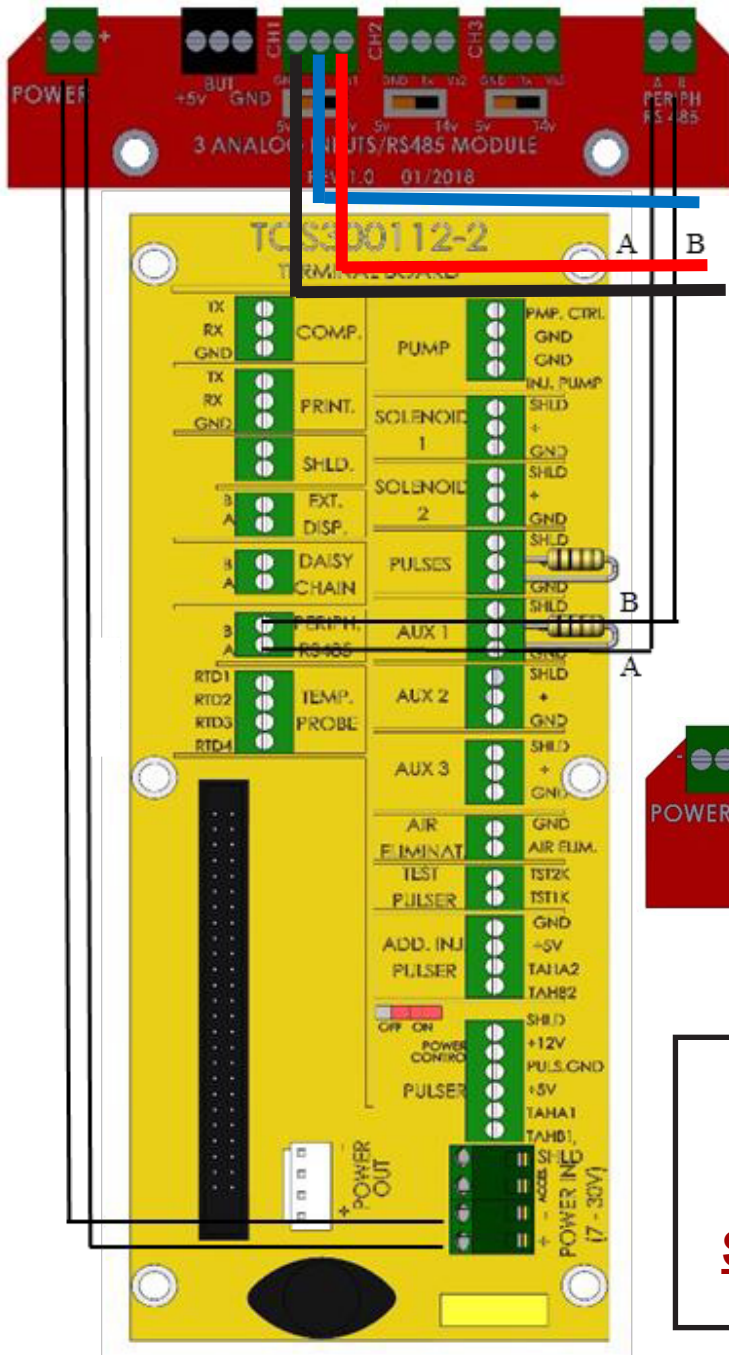 - +
POWER
BUT
+5v GND
CH1
GND
5v
CH2
GND Tx Vs2
5v 14v
CH3
GND Tx Vs3
5v 14v
A B
PERIPH
RS 485
3 ANALOG INPUTS/RS485 MODULE
REV 1.0 01/2018
A B
TCS300112-2
TERMINAL BOARD
TX
RX
GND
COMP.
TX
RX
GND
PRINT.
SHLD.
B
A
EXT.
DISP.
B
A
DAISY
CHAIN
B
A
PERIPH.
RS485
RTD1
RTD2
RTD3
RTD4
TEMP.
PROBE
PUMP
PMP. CTRL.
GND
GND
INJ. PUMP
SOLENOID
1
SHLD
+
GND
SOLENOID
2
SHLD
+
GND
PULSES
SHLD
GND
B
AUX 1
SHLD
GND
A
AUX 2
SHLD
+
GND
AUX 3
SHLD
+
GND
AIR
ELIMINAT.
GND
AIR ELIM.
TEST
PULSER
TST2K
TST1K
ADD. INJ
PULSER
GND
+5V
TAHA2
TAHB2
OFF ON
POWER
CONTRO
PULSER
SHLD
+12V
PULS.GND
+5V
TAHA1
TAHB1,
- +
POWER
OUT
SHLD
ACCES.
-
+
POWER IN
(7 - 30V)
-
POWER
S